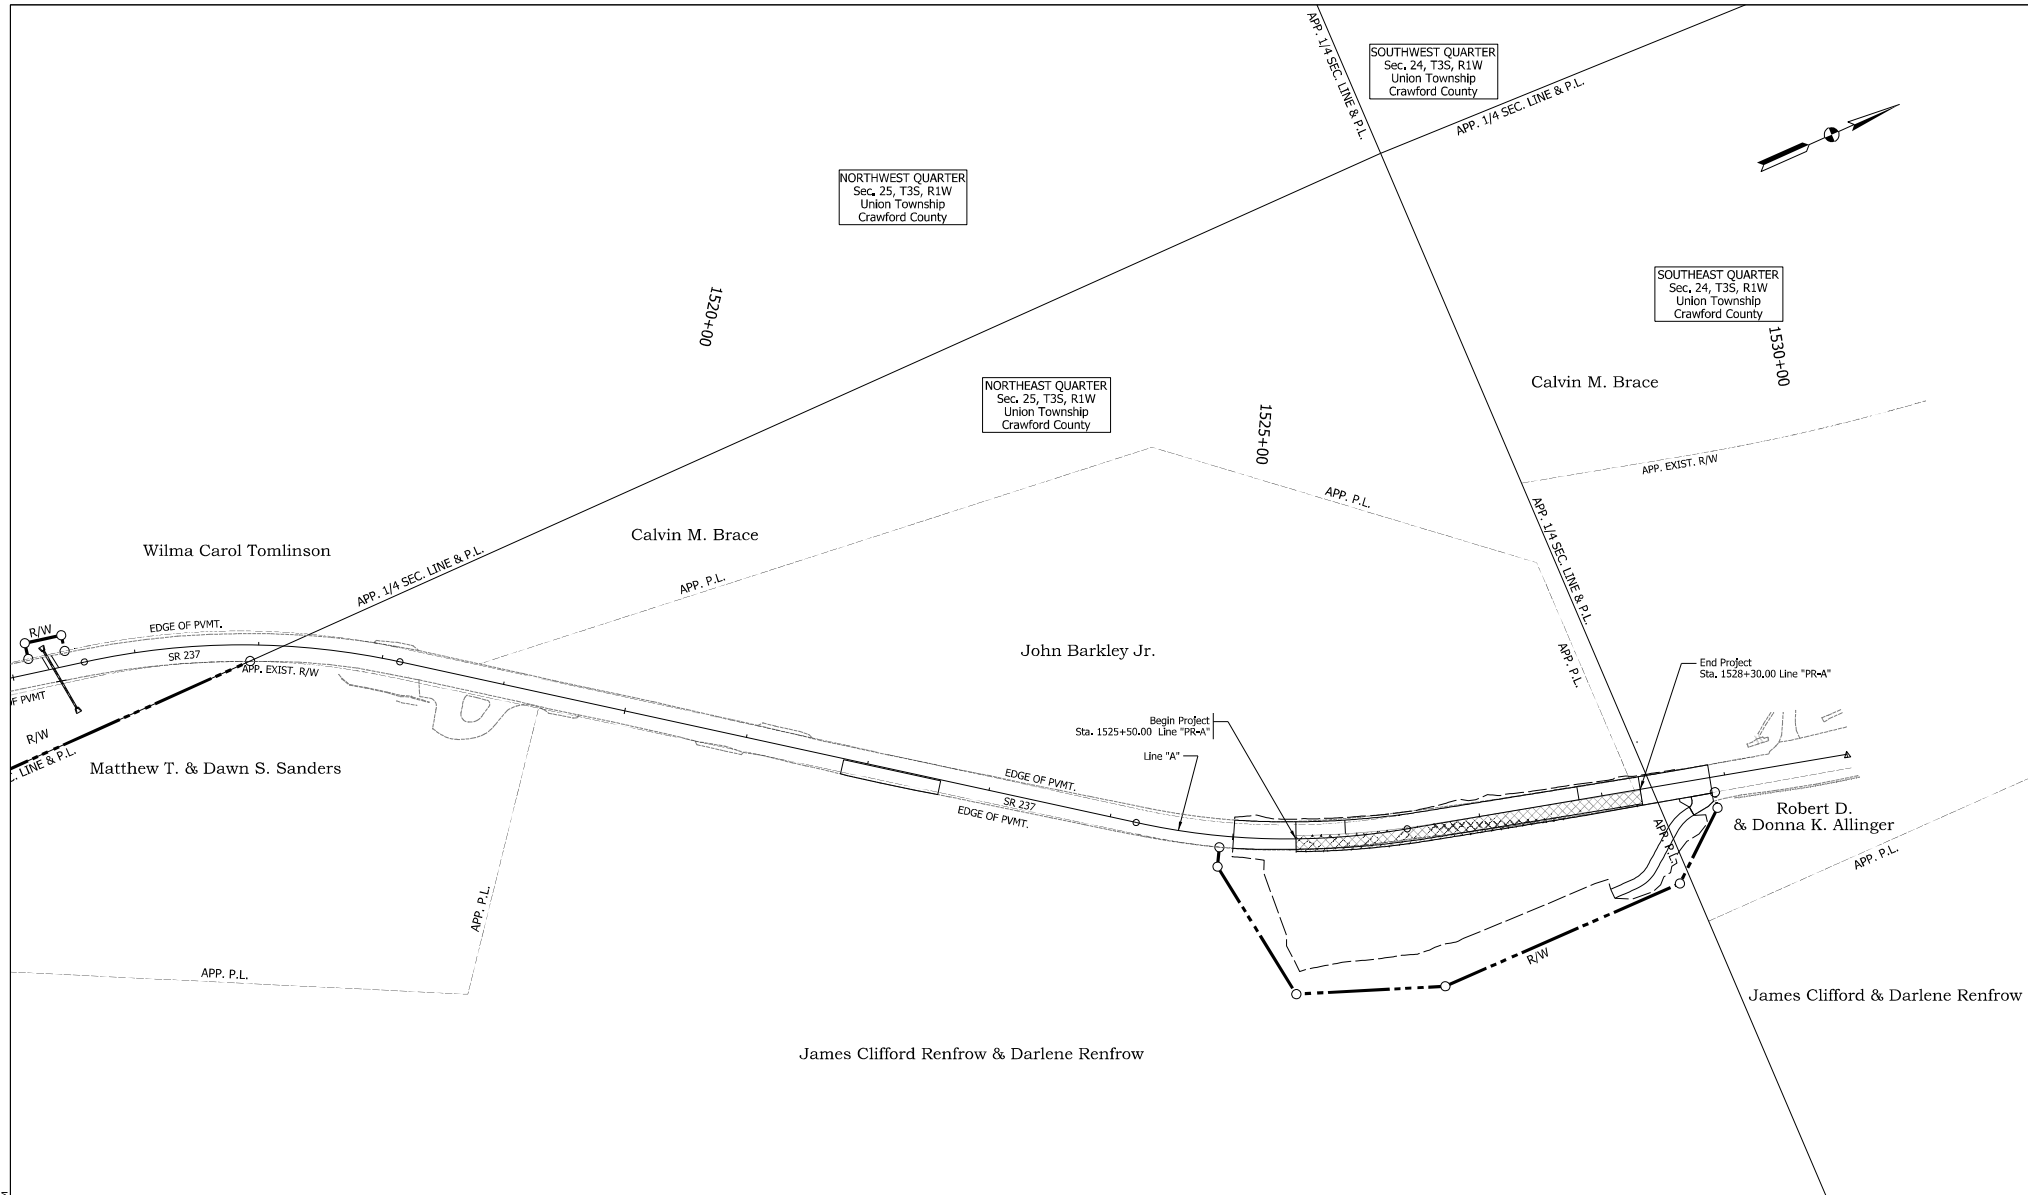 APP. 1/4 SEC. LINE & P.L.
SOUTHWEST QUARTER
Sec. 24, T3S, R1W
Union Township
Crawford County
APP. 1/4 SEC. LINE & P.L.
NORTHWEST QUARTER
Sec. 25, T3S, R1W
Union Township
Crawford County
SOUTHEAST QUARTER
Sec. 24, T3S, R1W
Union Township
Crawford County
1520+00
1530+00
NORTHEAST QUARTER
Sec. 25, T3S, R1W
Union Township
Crawford County
Calvin M. Brace
1525+00
APP. EXIST. R/W
APP. P.L.
APP. 1/4 SEC. LINE & P.L.
Wilma Carol Tomlinson
Calvin M. Brace
APP. 1/4 SEC. LINE & P.L.
APP. P.L.
R/W
EDGE OF PVMT.
SR 237
APP. EXIST. R/W
John Barkley Jr.
APP. P.L.
End Project
Sta. 1528+30.00 Line "PR-A"
PVMT
Begin Project
Sta. 1525+50.00 Line "PR-A"
R/W
LINE & P.L.
Matthew T. & Dawn S. Sanders
Line "A"
EDGE OF PVMT.
SR 237
EDGE OF PVMT.
Robert D.
& Donna K. Allinger
APP. P.L.
APP. P.L.
APP. P.L.
APP. P.L.
R/W
James Clifford & Darlene Renfrow
James Clifford Renfrow & Darlene Renfrow